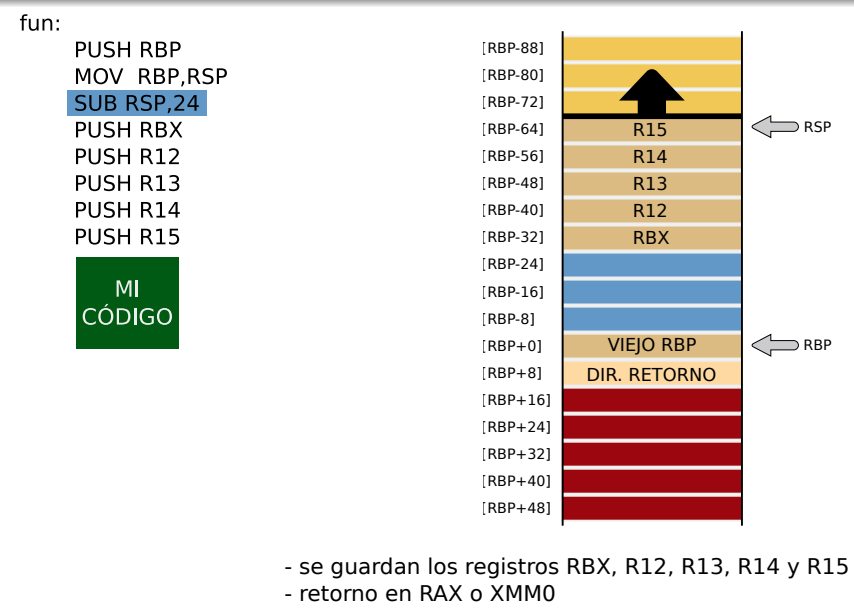 fun:
PUSH RBP
MOV RBP,RSP
SUB RSP,24
PUSH RBX
PUSH R12
PUSH R13
PUSH R14
PUSH R15
MI
CÓDIGO
[RBP-88]
[RBP-80]
[RBP-72]
[RBP-64] R15 RSP
[RBP-56] R14
[RBP-48] R13
[RBP-40] R12
[RBP-32] RBX
[RBP-24]
[RBP-16]
[RBP-8]
[RBP+0] VIEJO RBP RBP
[RBP+8] DIR. RETORNO
[RBP+16]
[RBP+24]
[RBP+32]
[RBP+40]
[RBP+48]
- se guardan los registros RBX, R12, R13, R14 y R15
- retorno en RAX o XMM0